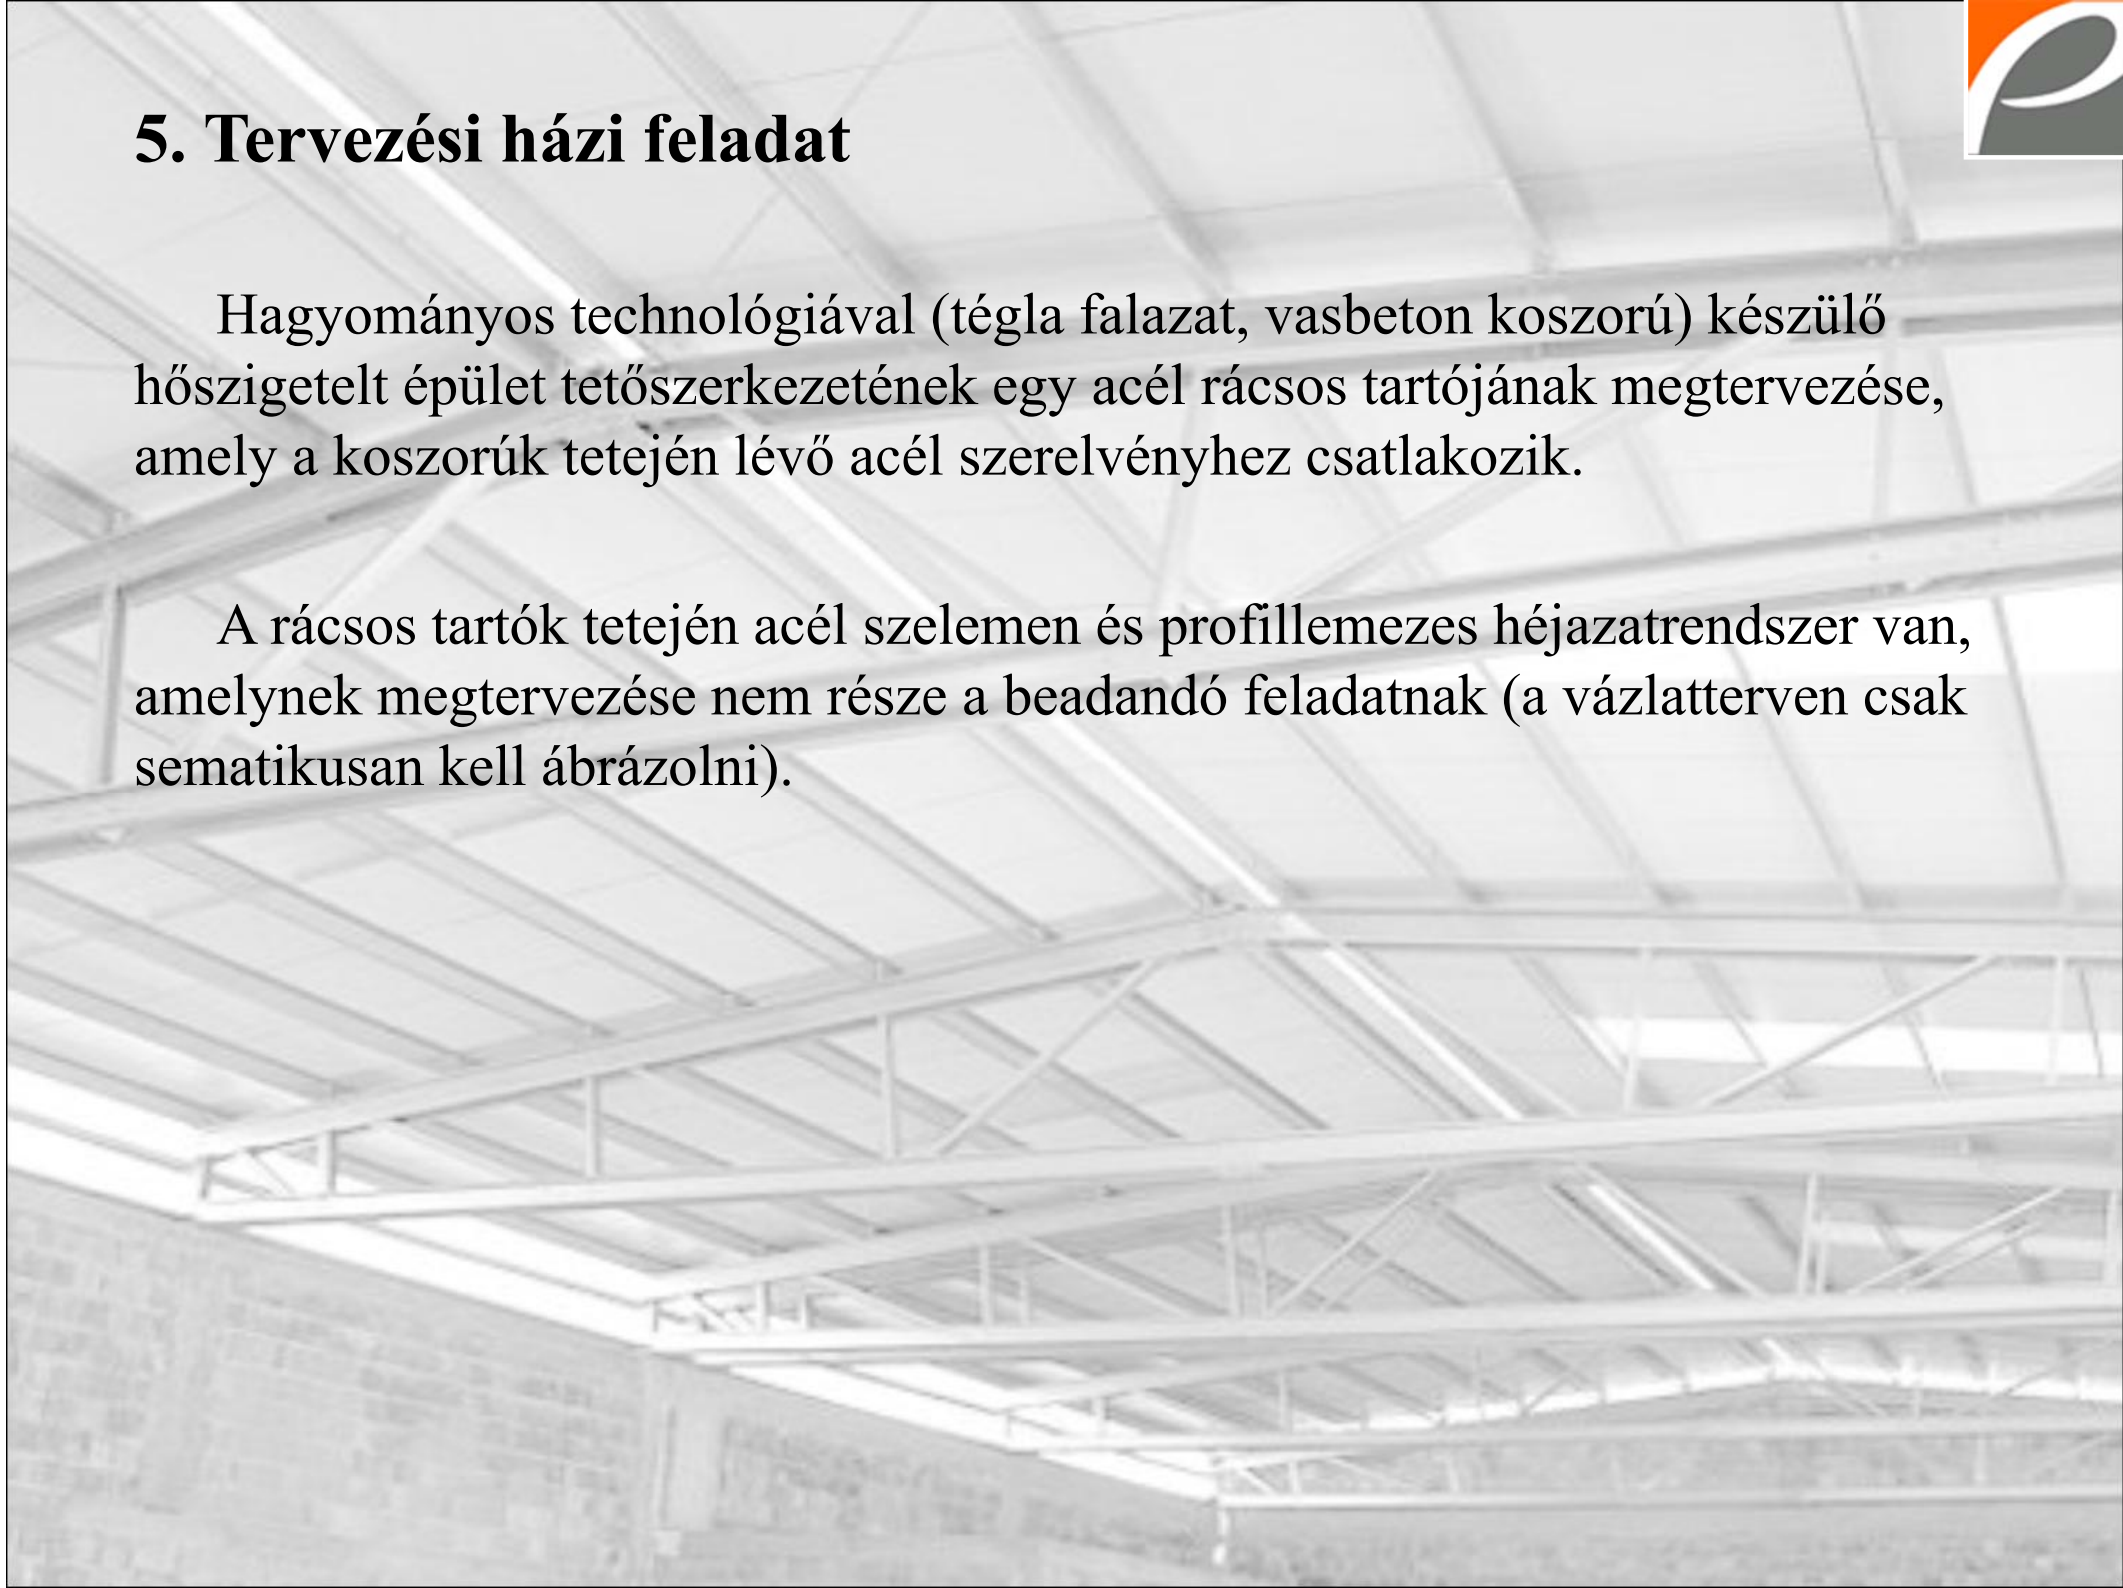 5. Tervezési házi feladat
Hagyományos technológiával (tégla falazat, vasbeton koszorú) készülő
hőszigetelt épület tetőszerkezetének egy acél rácsos tartójának megtervezése,
amely a koszorúk tetején lévő acél szerelvényhez csatlakozik.
A rácsos tartók tetején acél szelemen és profillemezes héjazatrendszer van,
amelynek megtervezése nem része a beadandó feladatnak (a vázlatterven csak
sematikusan kell ábrázolni).